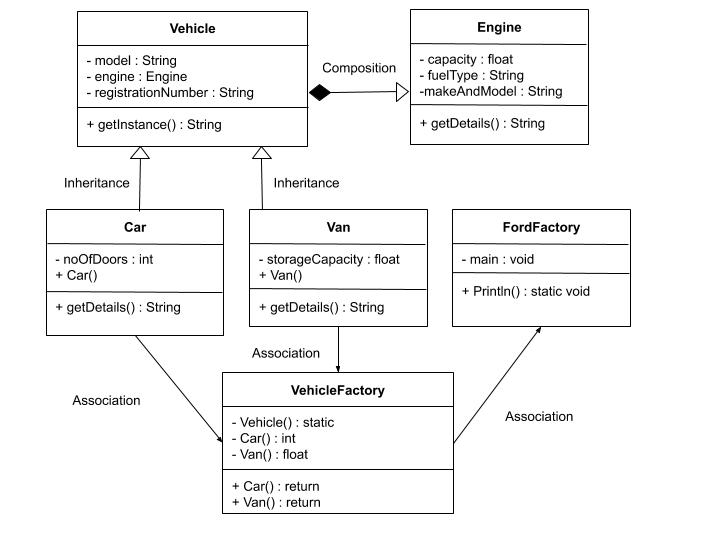 Vehicle
- model : String
- engine : Engine
- registrationNumber : String
+ getInstance() : String
Composition
Engine
- capacity : float
- fuelType : String
-makeAndModel : String
+ getDetails() : String
Inheritance
Inheritance
Car
- noOfDoors : int
+ Car()
+ getDetails() : String
Van
- storageCapacity : float
+ Van()
+ getDetails() : String
FordFactory
- main : void
+ Println() : static void
Association
Association
Association
VehicleFactory
- Vehicle() : static
- Car() : int
- Van() : float
+ Car() : return
+ Van() : return